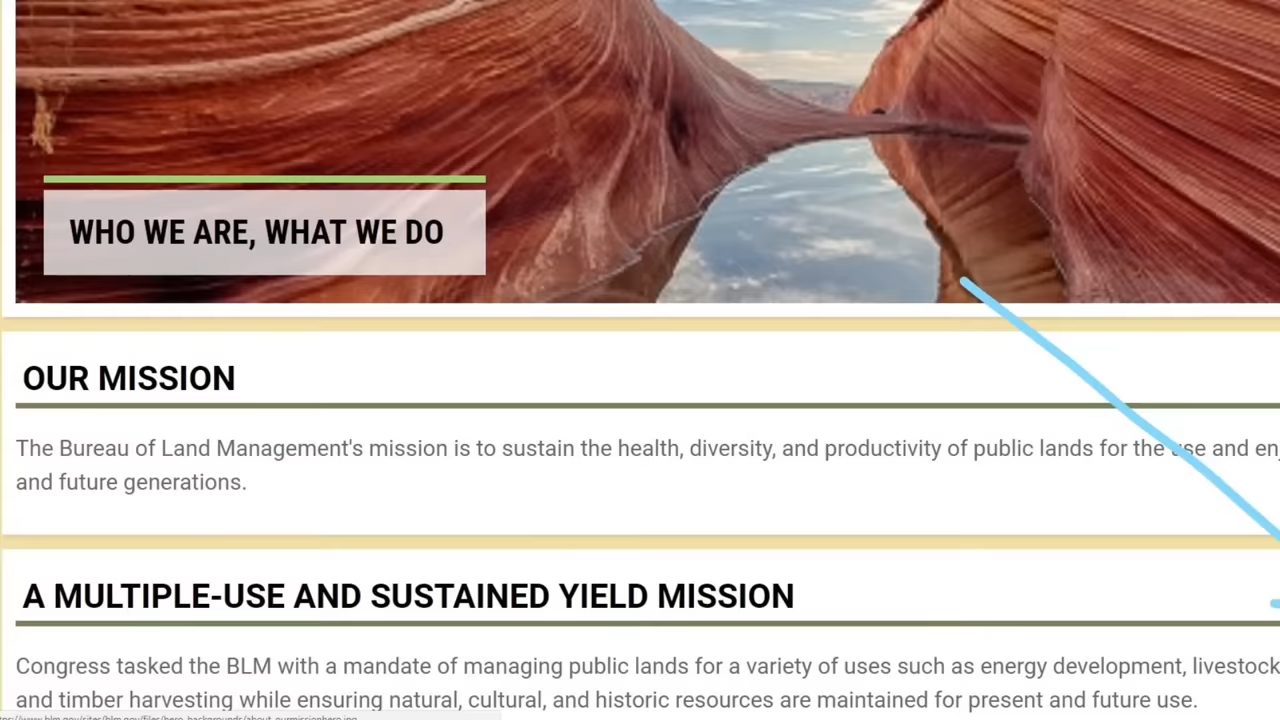 WHO WE ARE, WHAT WE DO
OUR MISSION
The Bureau of Land Management's mission is to sustain the health, diversity, and productivity of public lands for the use and
and future generations.
A MULTIPLE-USE AND SUSTAINED YIELD MISSION
Congress tasked the BLM with a mandate of managing public lands for a variety of uses such as energy development, livestock
and timber harvesting while ensuring natural, cultural, and historic resources are maintained for present and future use.